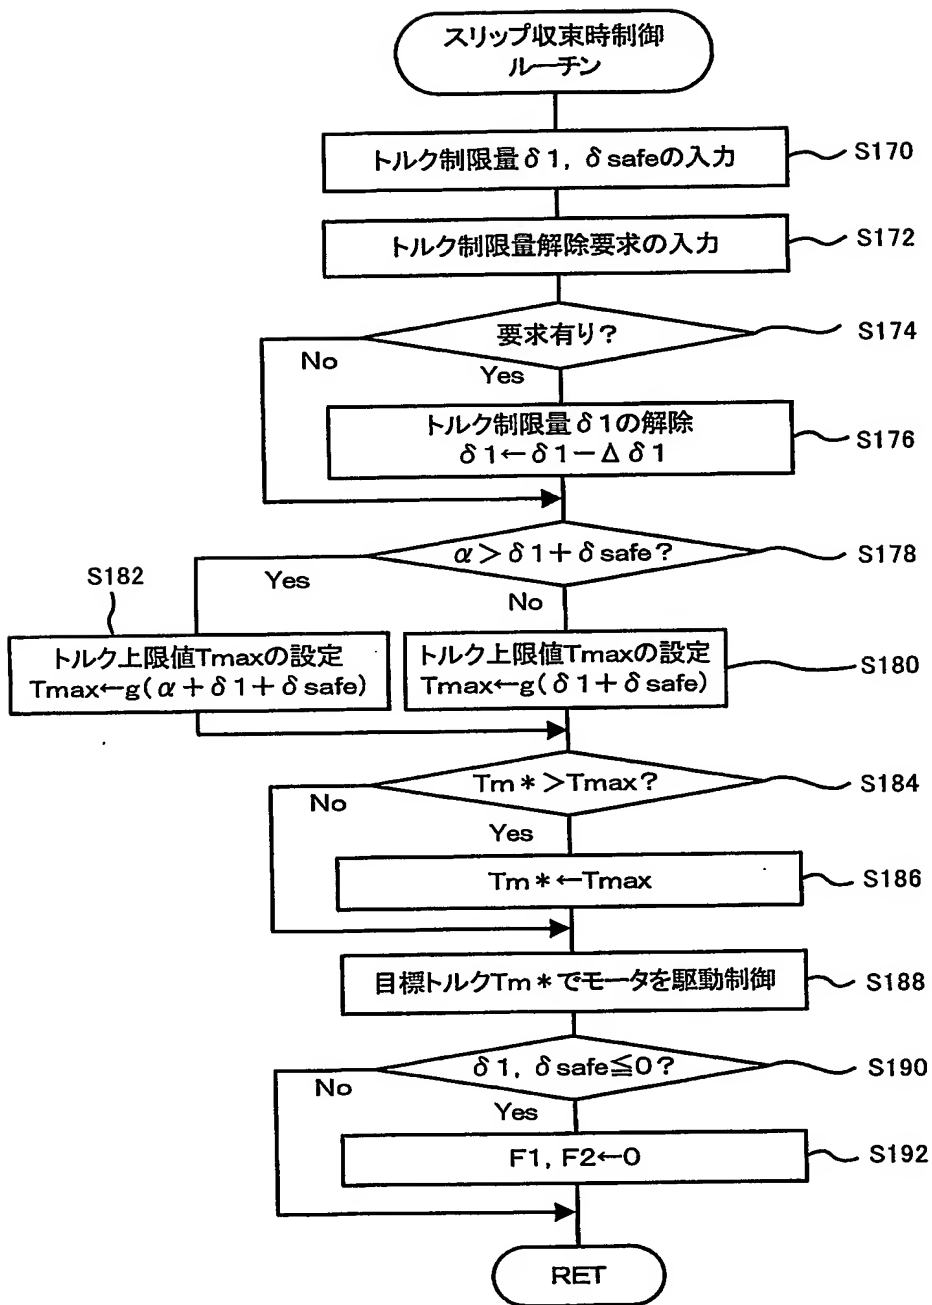 スリップ収束時制御
ルーチン
トルク制限量δ1，δsafeの入力
S170
トルク制限量解除要求の入力
S172
要求有り？
S174
No
Yes
トルク制限量δ1の解除
δ1←δ1－Δδ1
S176
α＞δ1＋δsafe？
S178
S182
Yes
No
トルク上限値Tmaxの設定
Tmax←g(α＋δ1＋δsafe)
トルク上限値Tmaxの設定
Tmax←g(δ1＋δsafe)
S180
Tm*＞Tmax？
S184
No
Yes
Tm*←Tmax
S186
目標トルクTm*でモータを駆動制御
S188
δ1，δsafe≦0？
S190
No
Yes
F1，F2←0
S192
RET